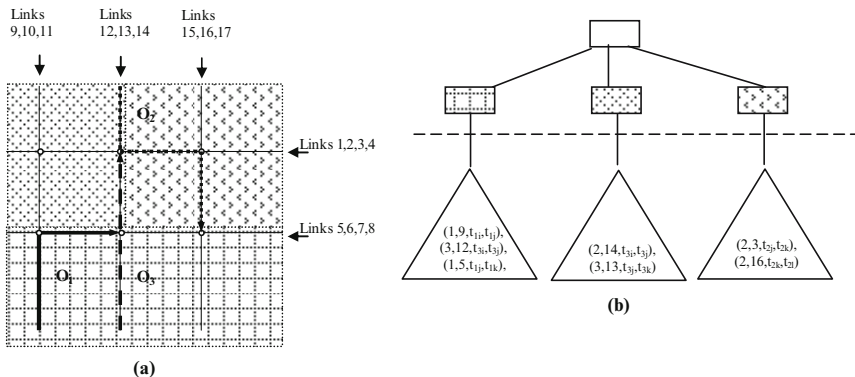 Links
9,10,11
Links
12,13,14
Links
15,16,17
O2
Links 1,2,3,4
Links 5,6,7,8
O1
O3
(a)
(1,9,t1i,t1j),
(3,12,t3i,t3j),
(1,5,t1j,t1k),
(2,14,t3i,t3j),
(3,13,t3j,t3k)
(2,3,t2j,t2k),
(2,16,t2k,t2l)
(b)